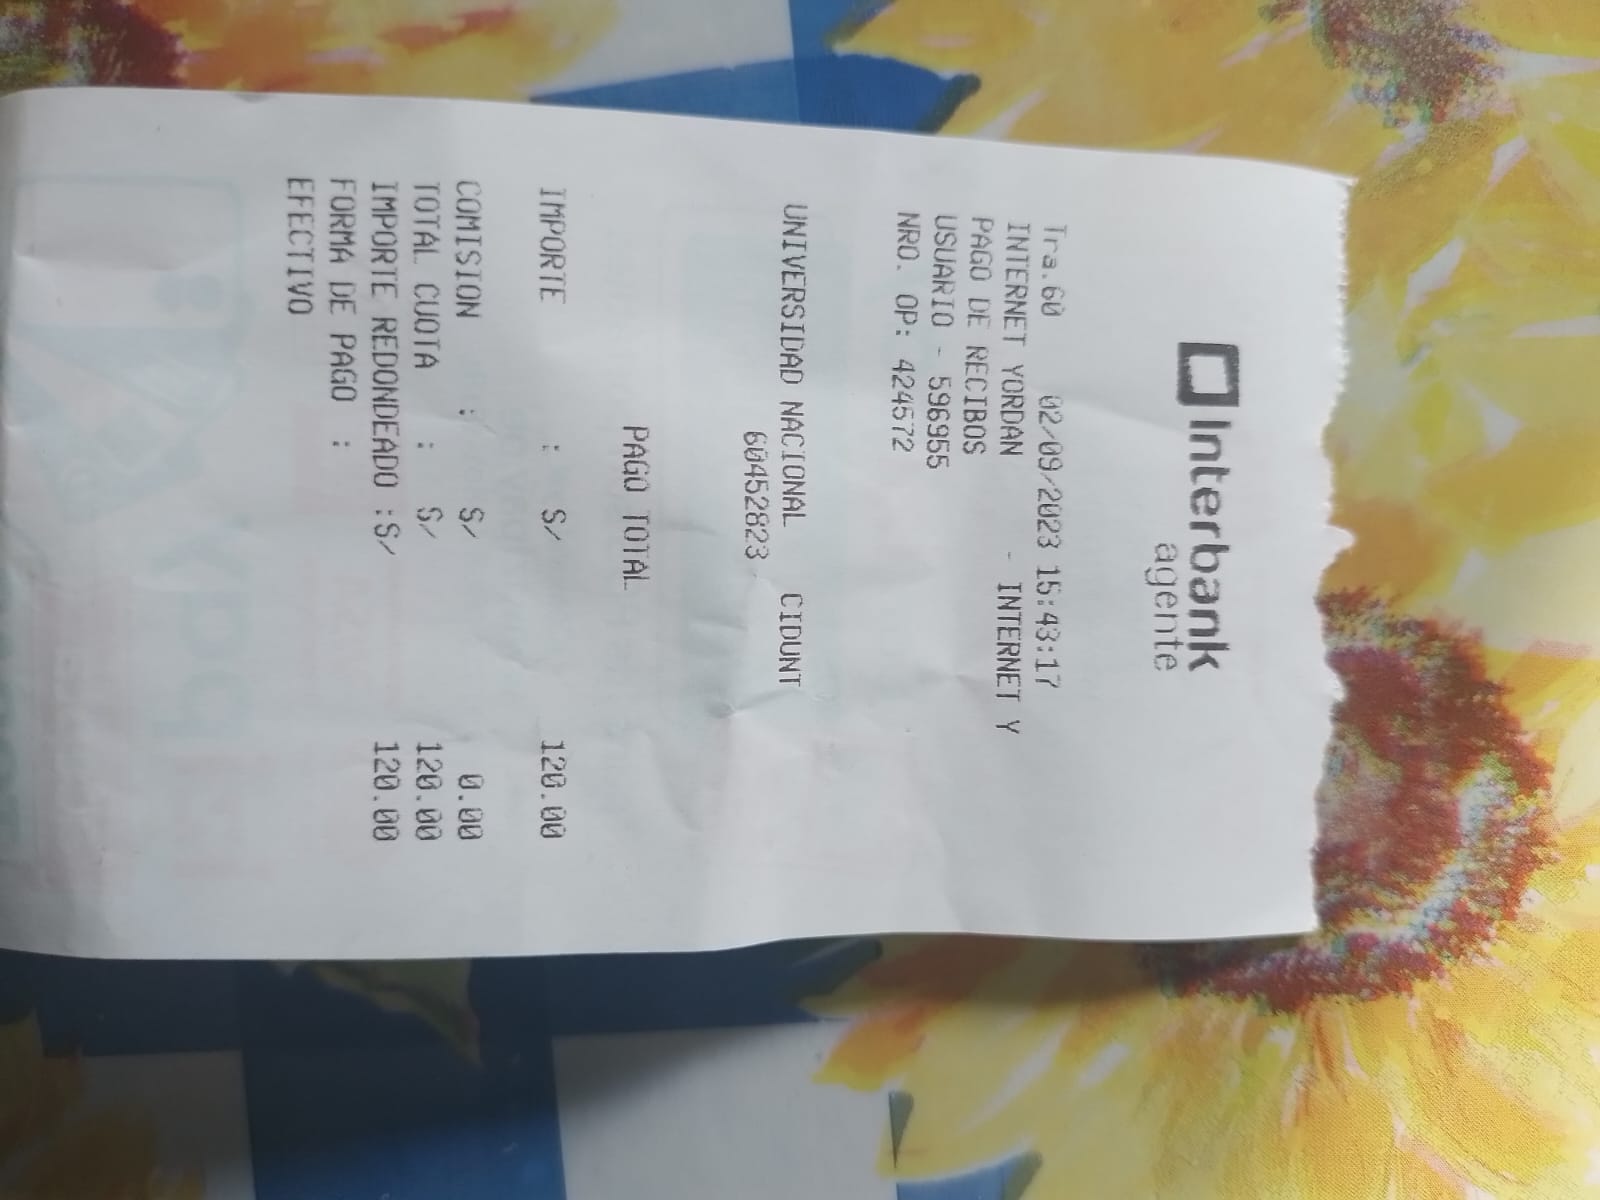 Interbank
agente
Tra.60 02/09/2023 15:43:17
INTERNET YORDAN - INTERNET Y
PAGO DE RECIBOS
USUARIO - 596955
NRO. OP: 424572
UNIVERSIDAD NACIONAL CIDUNT
60452823
PAGO TOTAL
IMPORTE : S/ 120.00
COMISION : S/ 0.00
TOTAL CUOTA : S/ 120.00
IMPORTE REDONDEADO :S/ 120.00
FORMA DE PAGO :
EFECTIVO